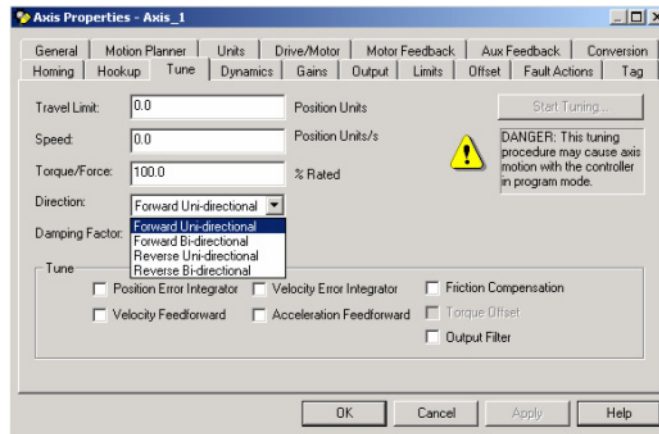 Axis Properties - Axis_1
General Motion Planner Units Drive/Motor Motor Feedback Aux Feedback Conversion
Homing Hookup Tune Dynamics Gains Output Limits Offset Fault Actions Tag
Travel Limit: 0.0 Position Units Start Tuning...
Speed: 0.0 Position Units/s
DANGER: This tuning
procedure may cause axis
motion with the controller
in program mode.
Torque/Force: 100.0 % Rated
Direction: Forward Uni-directional
Forward Uni-directional
Damping Factor: Forward Bi-directional
Reverse Uni-directional
Reverse Bi-directional
Tune
Position Error Integrator Velocity Error Integrator Friction Compensation
Velocity Feedforward Acceleration Feedforward Torque Offset
Output Filter
OK Cancel Apply Help